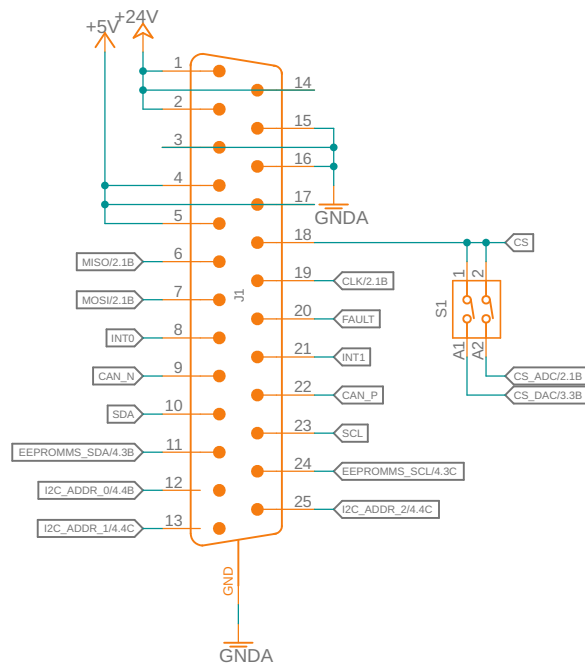 +24V
+5V
1
14
2
15
3
16
4
17
GNDA
5
18
CS
6
MISO/2.1B
19
CLK/2.1B
1
2
J1
7
MOSI/2.1B
S1
20
FAULT
8
INT0
21
INT1
A1
A2
9
CAN_N
CS_ADC/2.1B
22
CAN_P
CS_DAC/3.3B
10
SDA
23
SCL
11
EEPROMMS_SDA/4.3B
24
EEPROMMS_SCL/4.3C
12
I2C_ADDR_0/4.4B
25
I2C_ADDR_2/4.4C
13
I2C_ADDR_1/4.4C
GND
GNDA